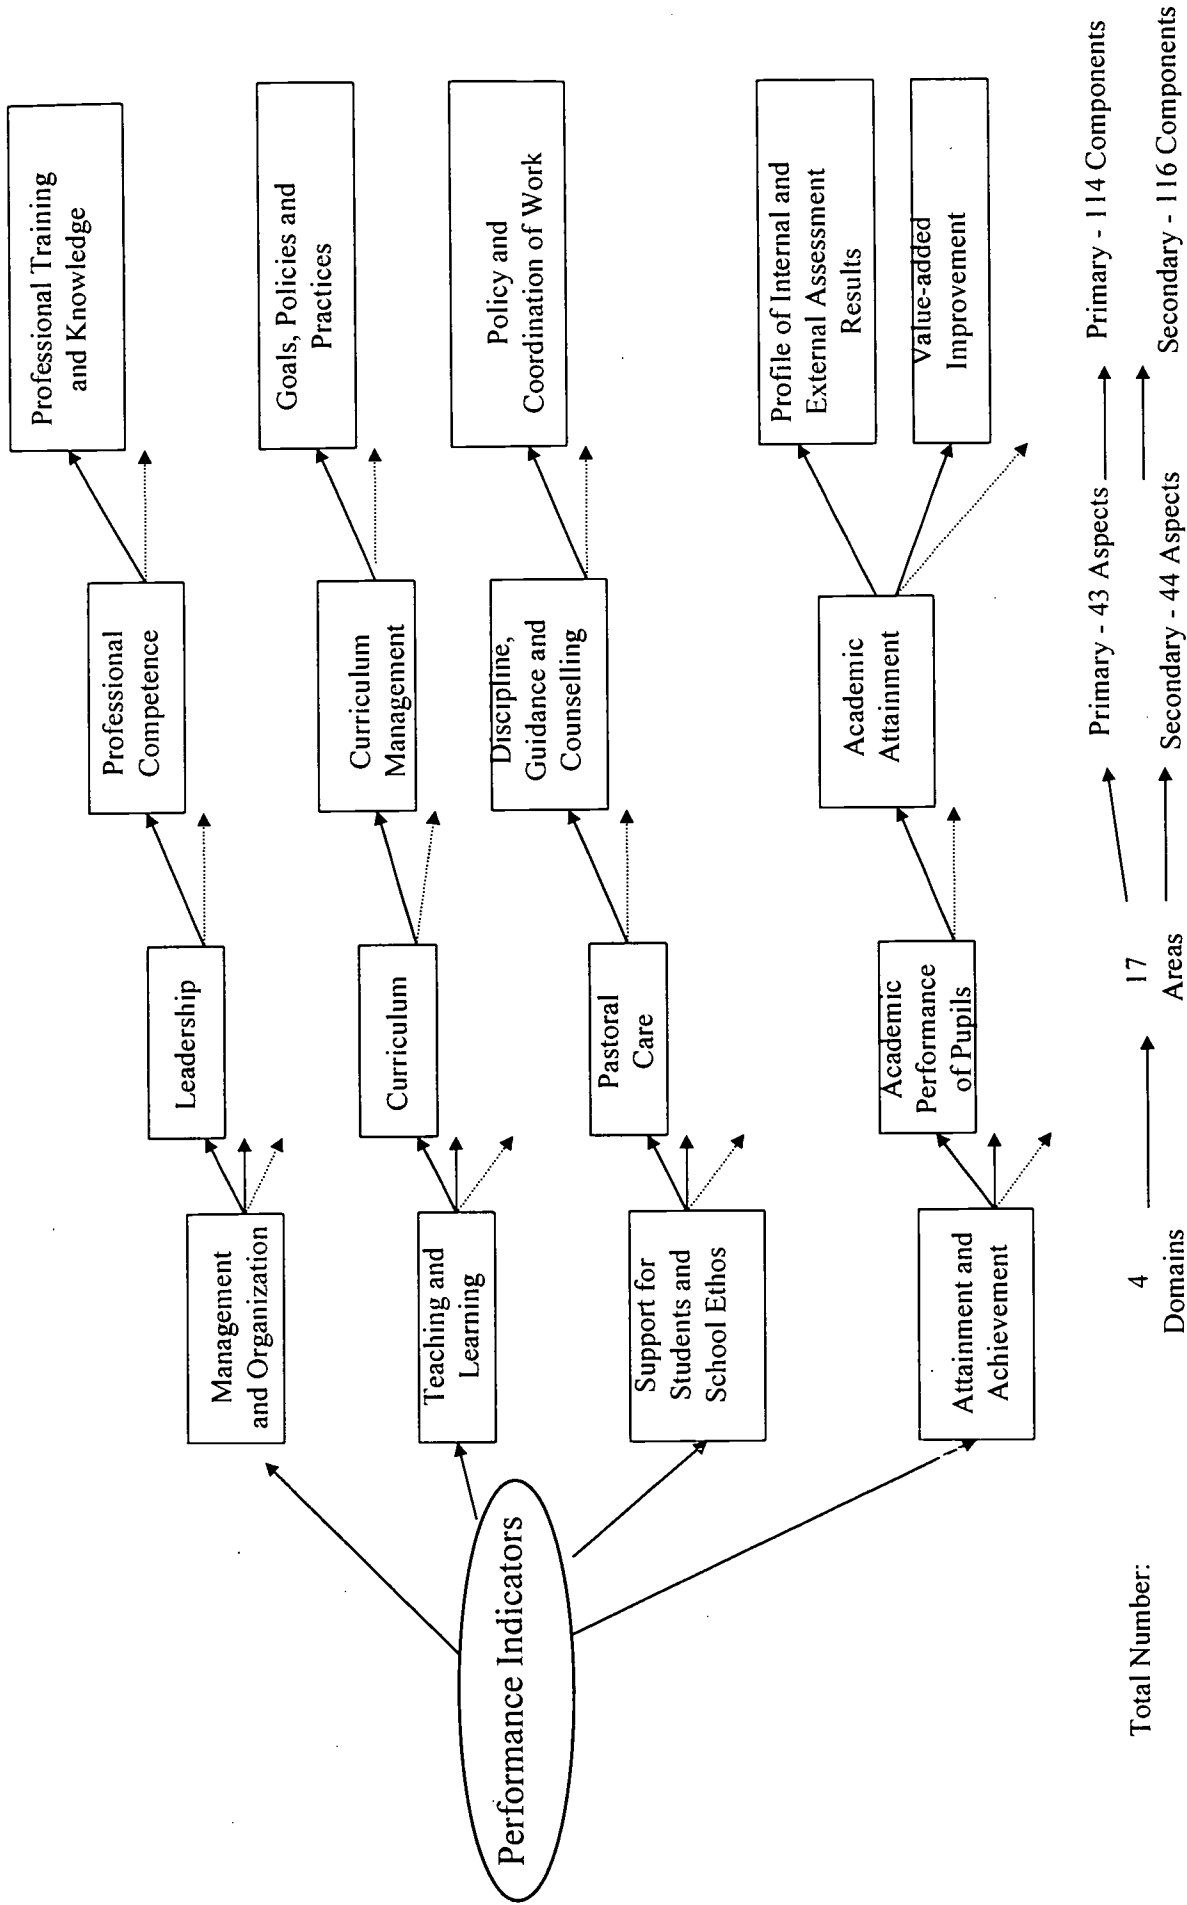 Performance Indicators
Management
and Organization
Leadership
Professional
Competence
Professional Training
and Knowledge
Teaching and
Learning
Curriculum
Curriculum
Management
Goals, Policies and
Practices
Support for
Students and
School Ethos
Pastoral
Care
Discipline,
Guidance and
Counselling
Policy and
Coordination of Work
Attainment and
Achievement
Academic
Performance
of Pupils
Academic
Attainment
Profile of Internal and
External Assessment
Results
Value-added
Improvement
Total Number:
4
Domains
17
Areas
Primary - 43 Aspects
Secondary - 44 Aspects
Primary - 114 Components
Secondary - 116 Components